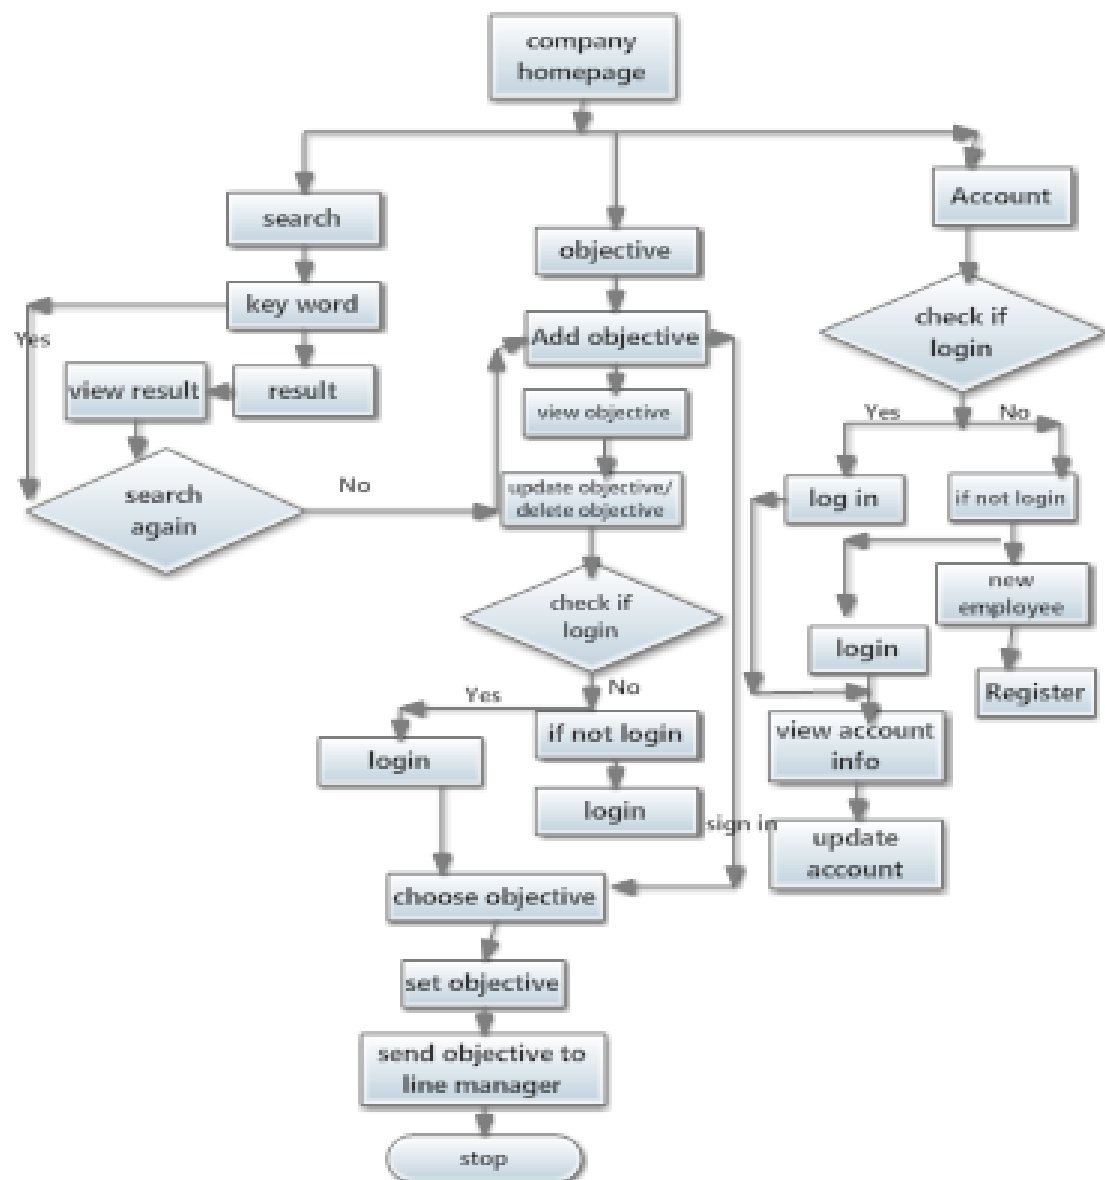 company
homepage
search
key word
Yes
view result
result
search
again
No
objective
Add objective
view objective
update objective/
delete objective
check if
login
Yes
No
login
if not login
login
sign in
choose objective
set objective
send objective to
line manager
stop
Account
check if
login
Yes
No
log in
if not login
new
employee
login
Register
view account
info
update
account